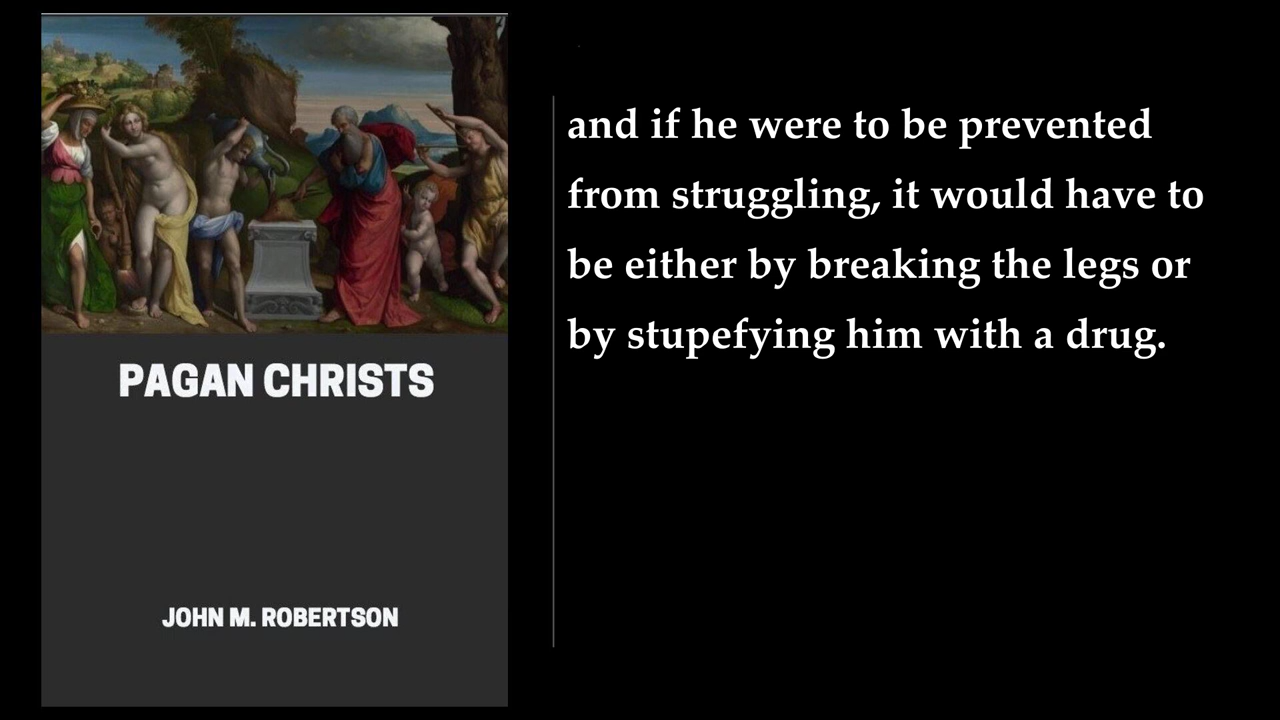 PAGAN CHRISTS
JOHN M. ROBERTSON
and if he were to be prevented
from struggling, it would have to
be either by breaking the legs or
by stupefying him with a drug.